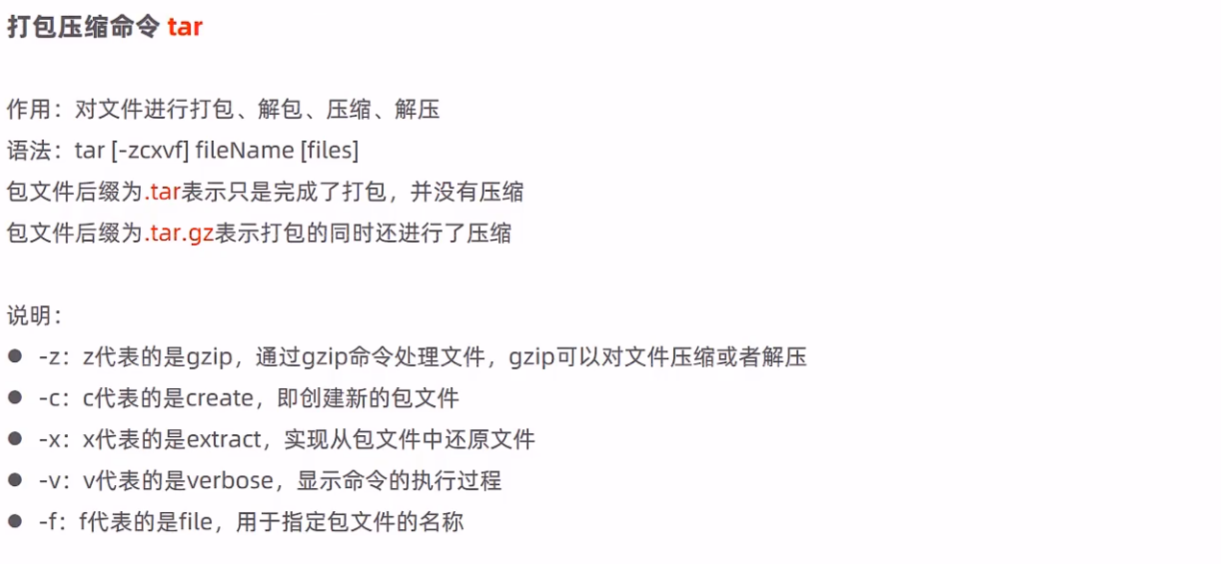 打包压缩命令 tar
作用：对文件进行打包、解包、压缩、解压
语法：tar [-zcxvf] fileName [files]
包文件后缀为.tar表示只是完成了打包，并没有压缩
包文件后缀为.tar.gz表示打包的同时还进行了压缩
说明：
● -z：z代表的是gzip，通过gzip命令处理文件，gzip可以对文件压缩或者解压
● -c：c代表的是create，即创建新的包文件
● -x：x代表的是extract，实现从包文件中还原文件
● -v：v代表的是verbose，显示命令的执行过程
● -f：f代表的是file，用于指定包文件的名称